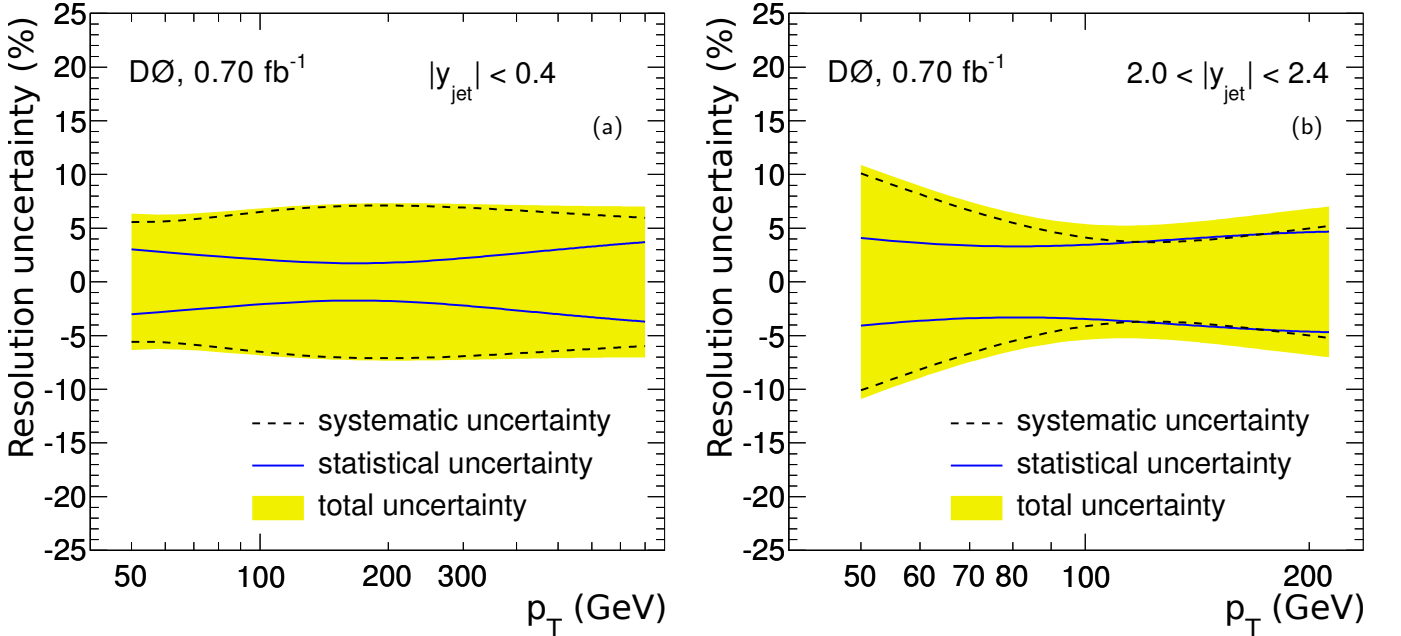 Resolution uncertainty (%)
25
20
15
10
5
0
-5
-10
-15
-20
-25
DØ, 0.70 fb-1
|yjet| < 0.4
(a)
systematic uncertainty
statistical uncertainty
total uncertainty
50 100 200 300
pT (GeV)
Resolution uncertainty (%)
25
20
15
10
5
0
-5
-10
-15
-20
-25
DØ, 0.70 fb-1
2.0 < |yjet| < 2.4
(b)
systematic uncertainty
statistical uncertainty
total uncertainty
50 60 70 80 100 200
pT (GeV)